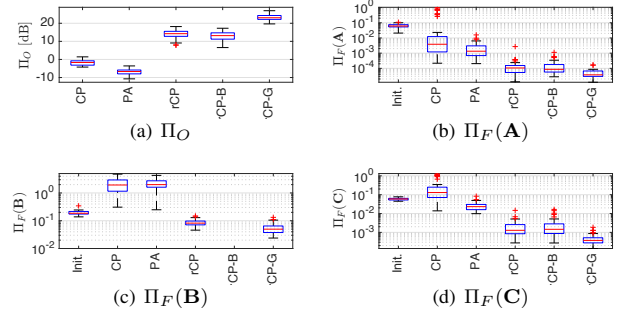 Π_O [dB]
20
10
0
-10
CP
PA
rCP
CP-B
CP-G
(a) Π_O
Π_F(A)
10^0
10^-1
10^-2
10^-3
10^-4
Init.
CP
PA
rCP
CP-B
CP-G
(b) Π_F(A)
Π_F(B)
10^0
10^-1
10^-2
Init.
CP
PA
rCP
CP-B
CP-G
(c) Π_F(B)
Π_F(C)
10^0
10^-1
10^-2
10^-3
Init.
CP
PA
rCP
CP-B
CP-G
(d) Π_F(C)